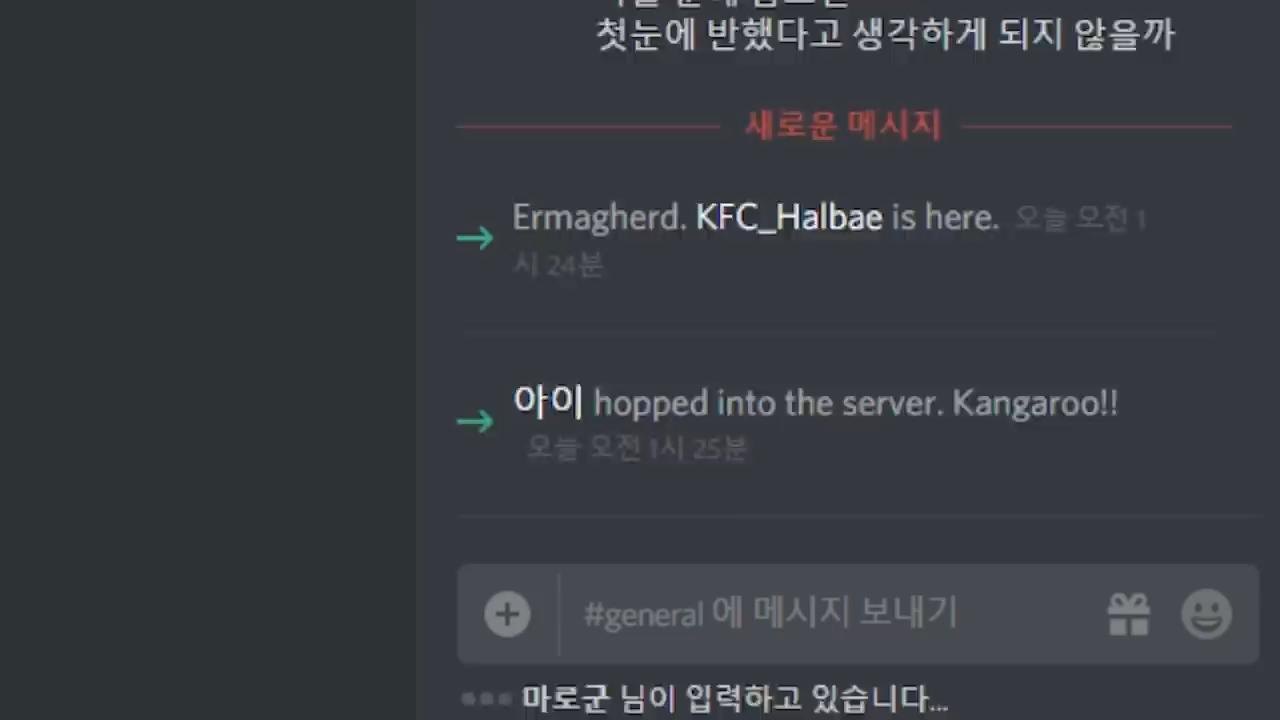 첫눈에 반했다고 생각하게 되지 않을까
새로운 메시지
Ermagherd. KFC_Halbae is here. 오늘 오전 1
시 24분
아이 hopped into the server. Kangaroo!!
오늘 오전 1시 25분
#general 에 메시지 보내기
마로군 님이 입력하고 있습니다...